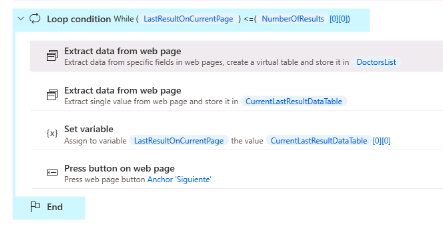 Loop condition While ( LastResultOnCurrentPage ) <=( NumberOfResults [0][0])
Extract data from web page
Extract data from specific fields in web pages, create a virtual table and store it in DoctorsList
Extract data from web page
Extract single value from web page and store it in CurrentLastResultDataTable
{x} Set variable
Assign to variable LastResultOnCurrentPage the value CurrentLastResultDataTable [0][0]
Press button on web page
Press web page button Anchor 'Siguiente'
End